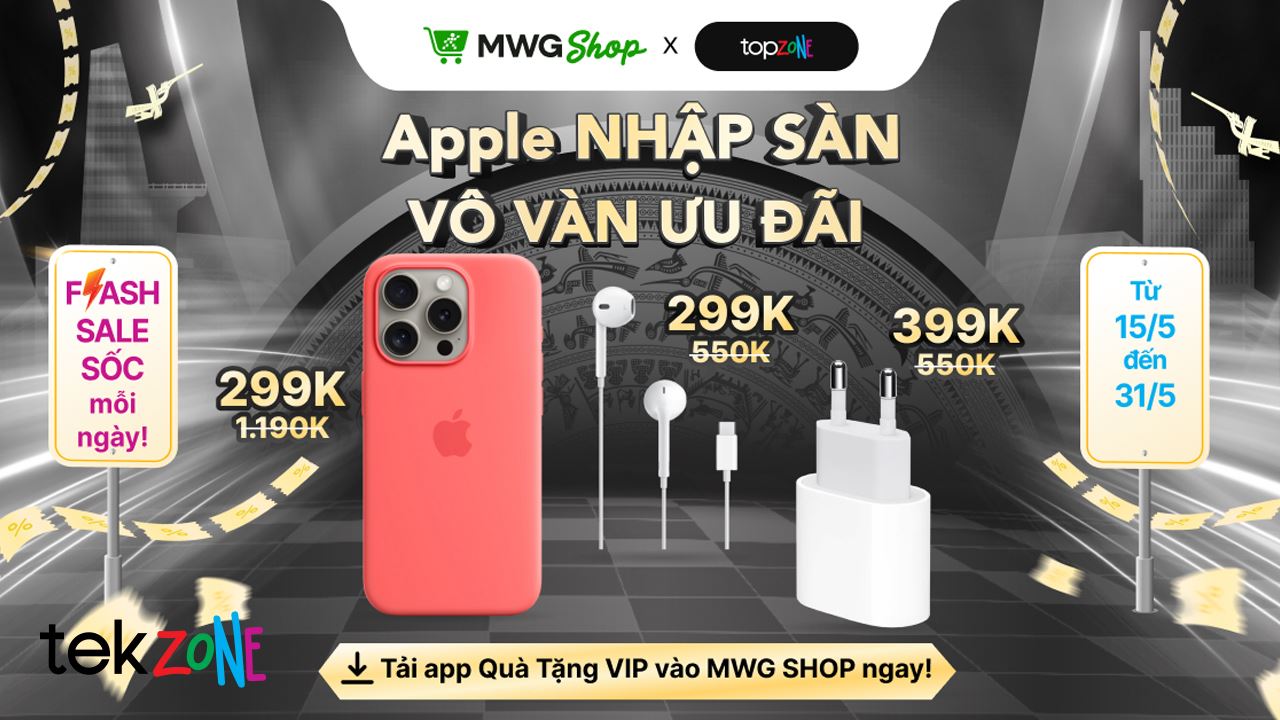 MWG Shop X topzone
Apple NHẬP SÀN
VÔ VÀN ƯU ĐÃI
FLASH
SALE
SỐC
mỗi
ngày!
299K
1.190K
299K
550K
399K
550K
Từ
15/5
đến
31/5
tekzone
Tải app Quà Tặng VIP vào MWG SHOP ngay!